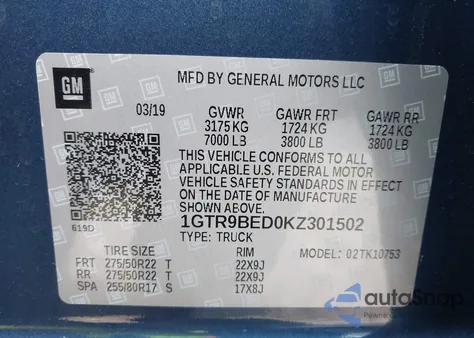 GM
MFD BY GENERAL MOTORS LLC
03/19 GVWR GAWR FRT GAWR RR
3175 KG 1724 KG 1724 KG
7000 LB 3800 LB 3800 LB
THIS VEHICLE CONFORMS TO ALL
APPLICABLE U.S. FEDERAL MOTOR
VEHICLE SAFETY STANDARDS IN
EFFECT ON THE DATE OF MANUFACTURE
SHOWN ABOVE.
1GTR9BED0KZ301502
619D
TYPE: TRUCK MODEL: 02TK10753
TIRE SIZE RIM
FRT 275/50R22 T 22X9J
RR 275/50R22 T 22X9J
SPA 255/80R17 S 17X8J
autoSnap